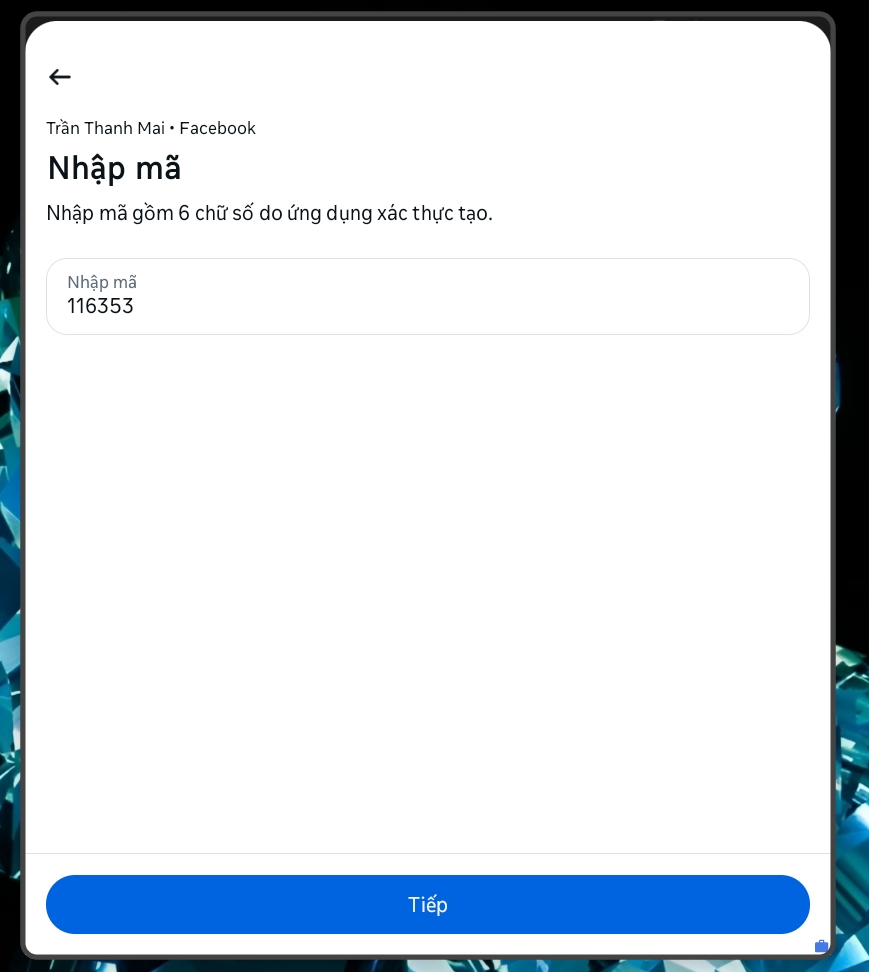 Trần Thanh Mai • Facebook
Nhập mã
Nhập mã gồm 6 chữ số do ứng dụng xác thực tạo.
Nhập mã
116353
Tiếp